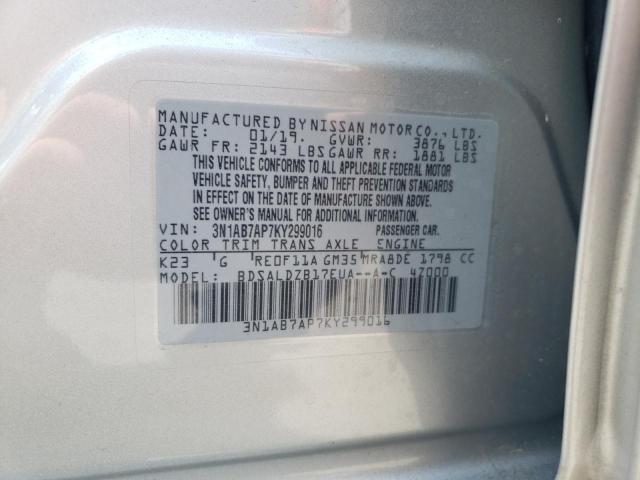 MANUFACTURED BY NISSAN MOTOR CO., LTD.
DATE: 01/19. GVWR: 3876 LBS
GAWR FR: 2143 LBS GAWR RR: 1881 LBS
THIS VEHICLE CONFORMS TO ALL APPLICABLE FEDERAL MOTOR
VEHICLE SAFETY, BUMPER AND THEFT PREVENTION STANDARDS
IN EFFECT ON THE DATE OF MANUFACTURE SHOWN ABOVE.
SEE OWNER'S MANUAL FOR ADDITIONAL INFORMATION.
VIN: 3N1AB7AP7KY299016 PASSENGER CAR.
COLOR TRIM TRANS AXLE ENGINE
K23 'G RE0F11A GM35 MRA8DE 1798 CC
MODEL: BDSALDZB17EUA--A-C 47000
3N1AB7AP7KY299016